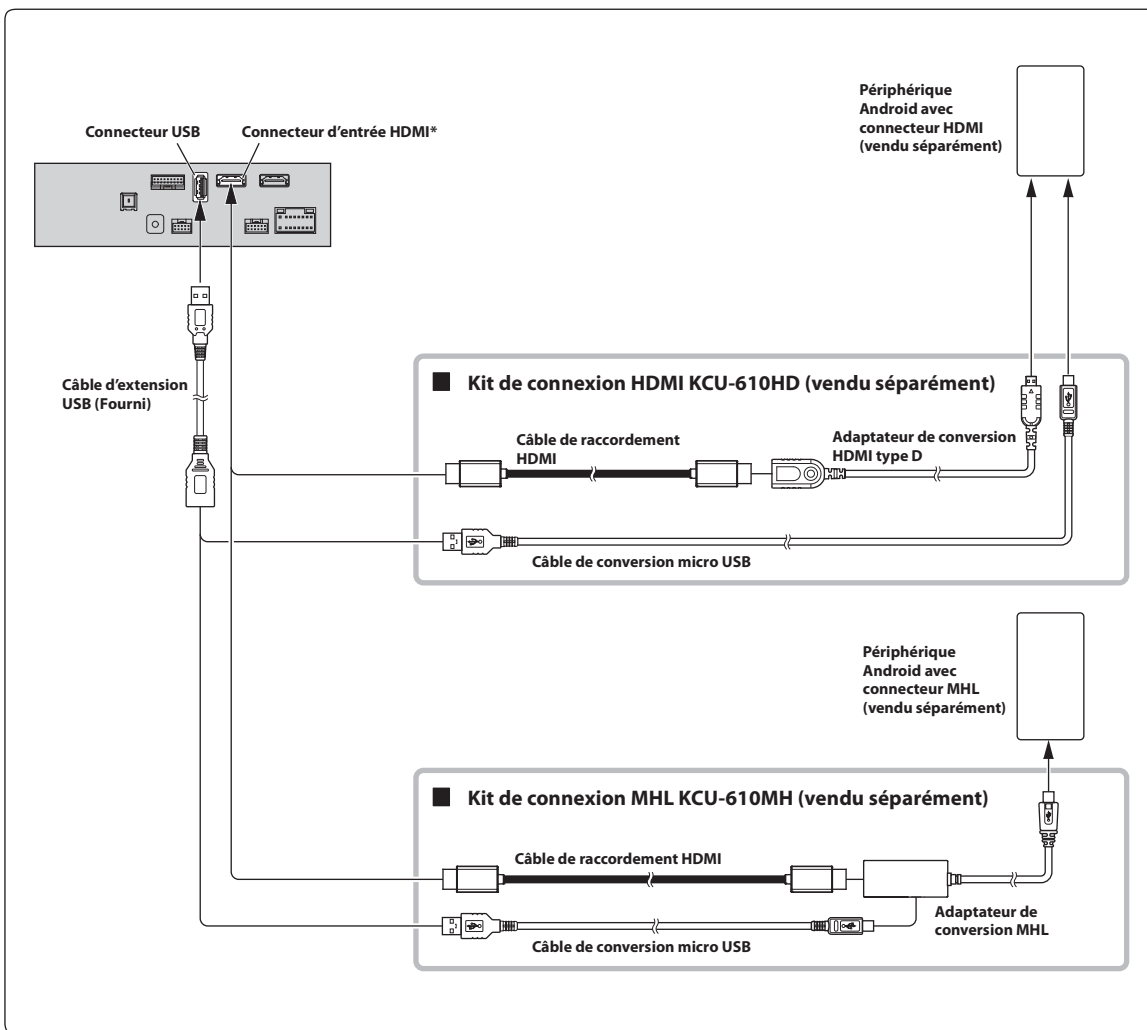 Périphérique
Android avec
connecteur HDMI
(vendu séparément)
Connecteur USB
Connecteur d'entrée HDMI*
Câble d'extension
USB (Fourni)
■ Kit de connexion HDMI KCU-610HD (vendu séparément)
Câble de raccordement
HDMI
Adaptateur de conversion
HDMI type D
Câble de conversion micro USB
Périphérique
Android avec
connecteur MHL
(vendu séparément)
■ Kit de connexion MHL KCU-610MH (vendu séparément)
Câble de raccordement HDMI
Adaptateur de
conversion MHL
Câble de conversion micro USB